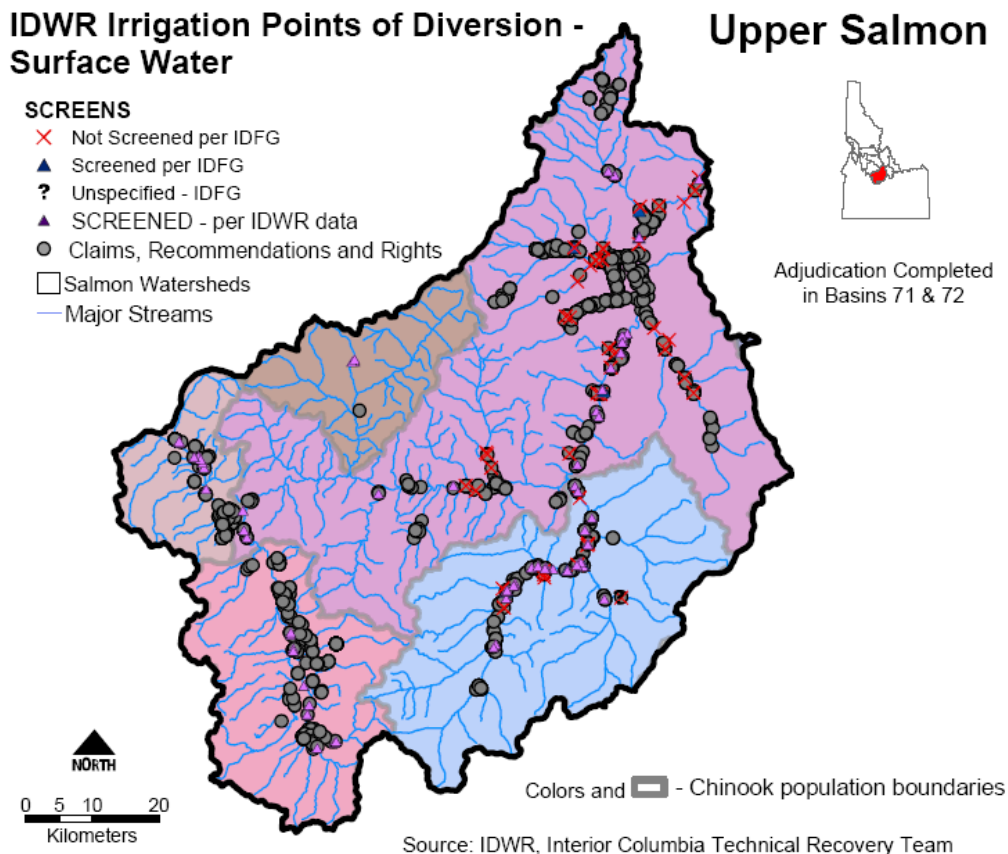 IDWR Irrigation Points of Diversion -
Surface Water
Upper Salmon
SCREENS
Not Screened per IDFG
Screened per IDFG
? Unspecified - IDFG
SCREENED - per IDWR data
Claims, Recommendations and Rights
Salmon Watersheds
Major Streams
Adjudication Completed
in Basins 71 & 72
NORTH
0 5 10 20
Kilometers
Colors and - Chinook population boundaries
Source: IDWR, Interior Columbia Technical Recovery Team